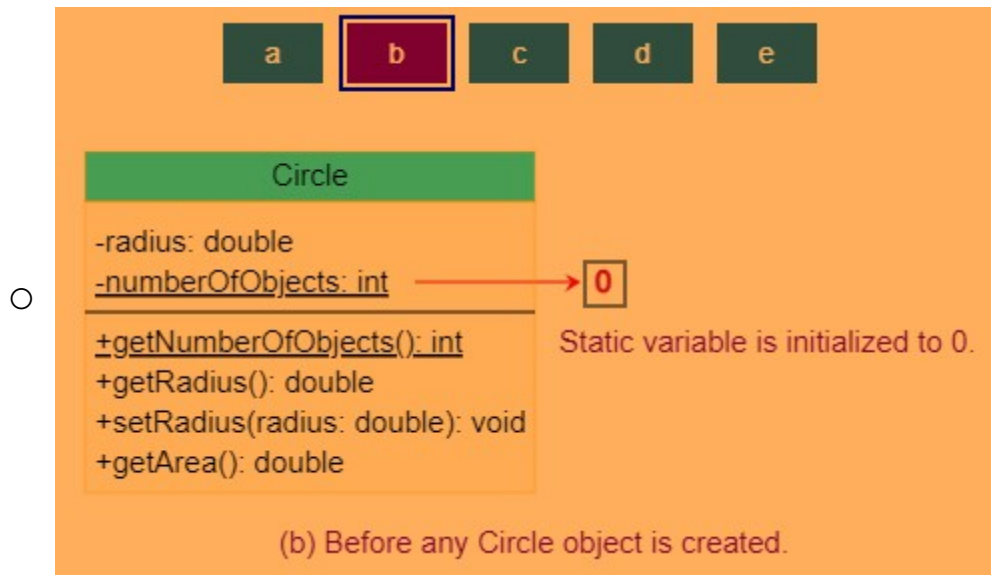 a b c d e
Circle
-radius: double
-numberOfObjects: int
0
+getNumberOfObjects(): int
Static variable is initialized to 0.
+getRadius(): double
+setRadius(radius: double): void
+getArea(): double
(b) Before any Circle object is created.